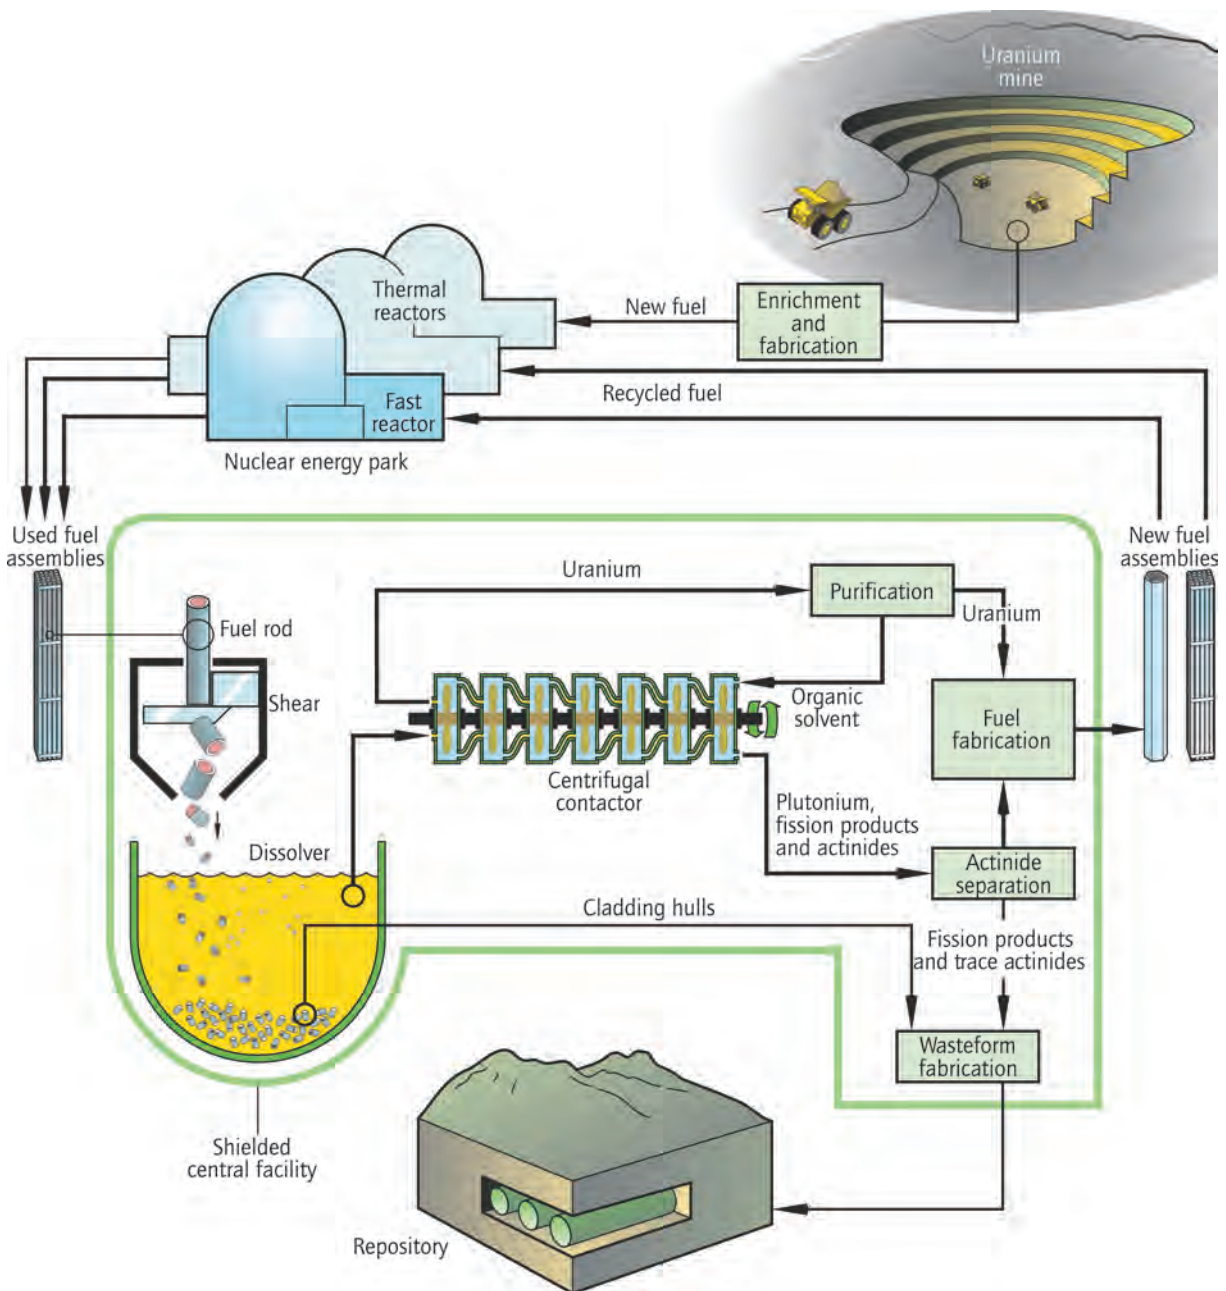 Uranium
mine
Thermal
reactors
New fuel
Enrichment
and
fabrication
Recycled fuel
Fast
reactor
Nuclear energy park
Used fuel
assemblies
New fuel
assemblies
Uranium
Purification
Uranium
Fuel rod
Shear
Organic
solvent
Fuel
fabrication
Centrifugal
contactor
Plutonium,
fission products
and actinides
Dissolver
Actinide
separation
Cladding hulls
Fission products
and trace actinides
Wasteform
fabrication
Shielded
central facility
Repository